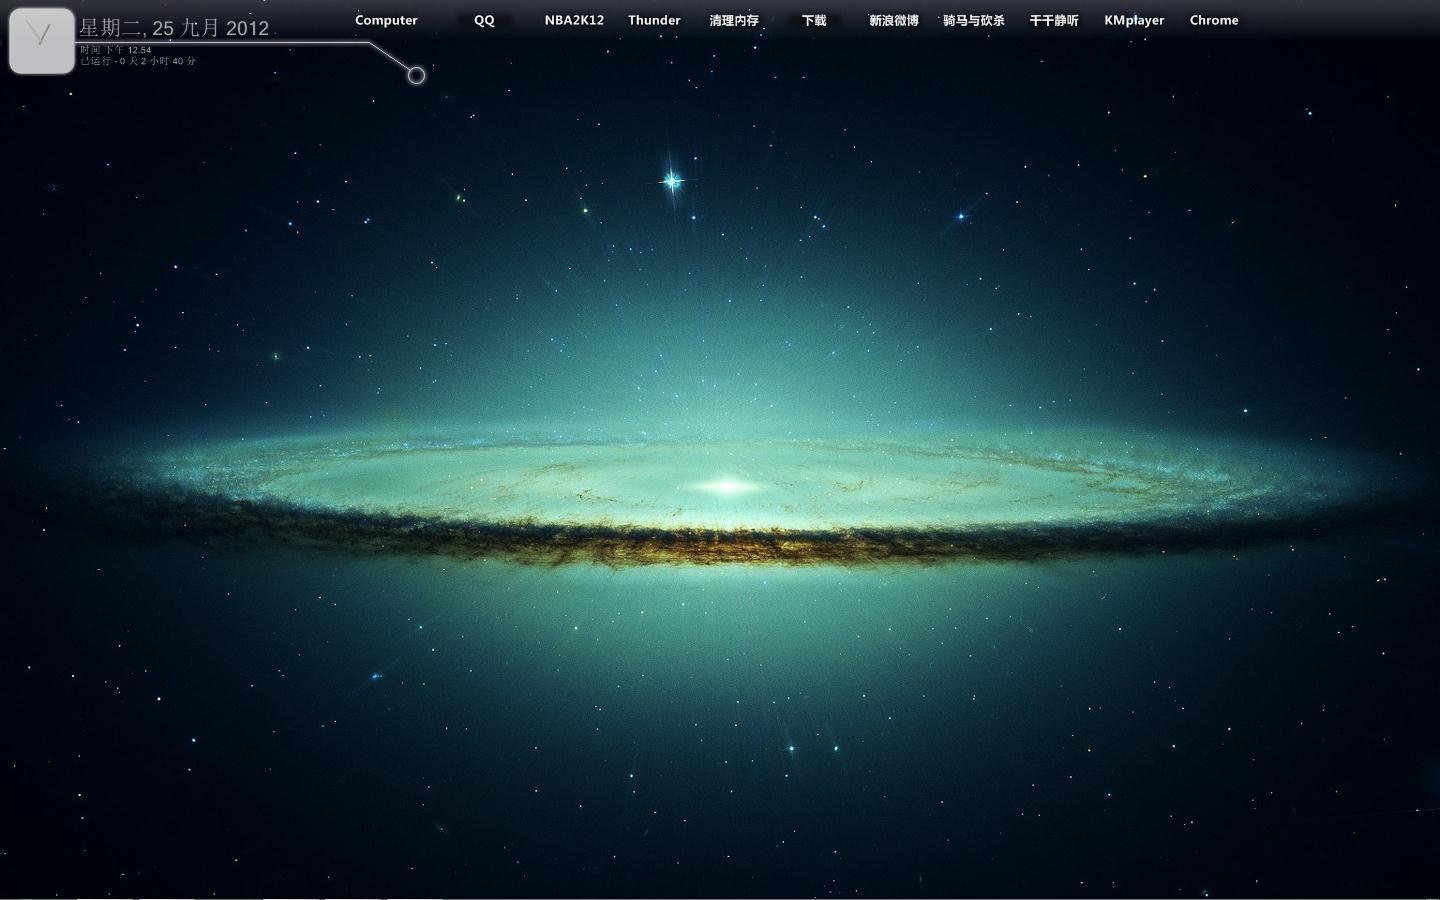 Computer QQ NBA2K12 Thunder 清理内存 下载 新浪微博 骑马与砍杀 干干静听 KMplayer Chrome
星期二, 25 九月 2012
时间 下午 12.54
已运行 - 0 天 2 小时 40 分